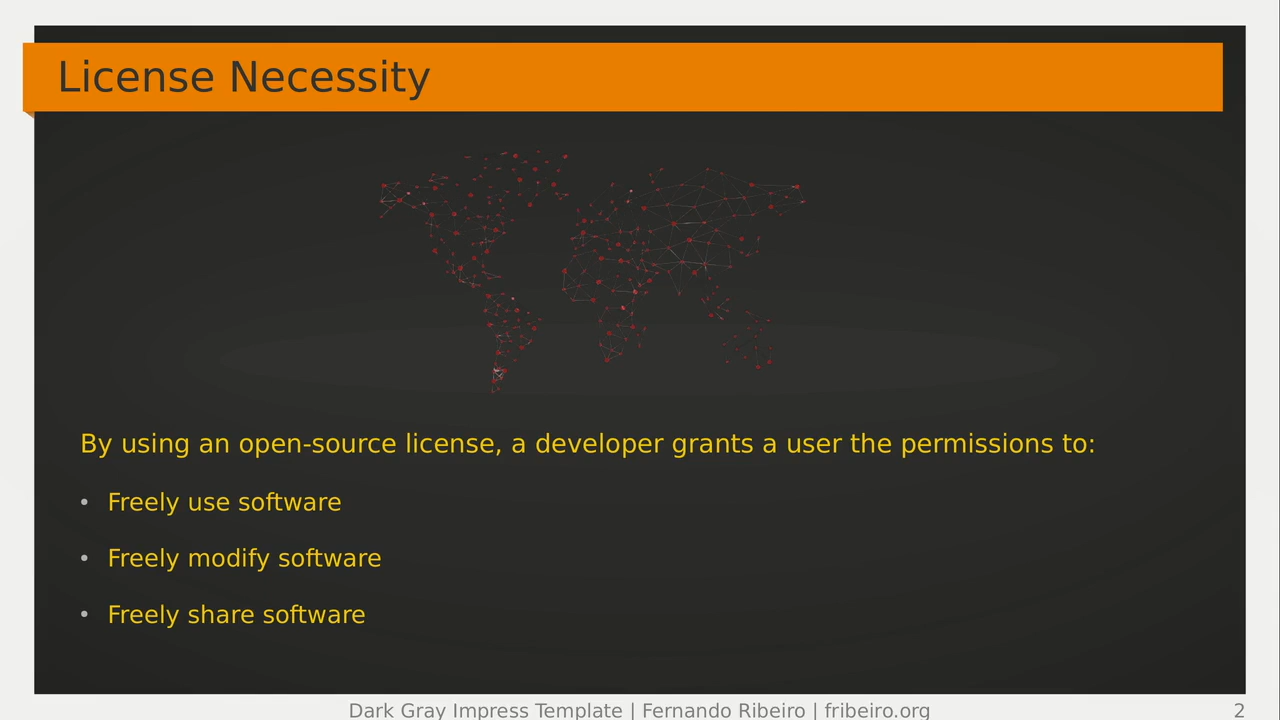 License Necessity
By using an open-source license, a developer grants a user the permissions to:
• Freely use software
• Freely modify software
• Freely share software
Dark Gray Impress Template | Fernando Ribeiro | fribeiro.org
2